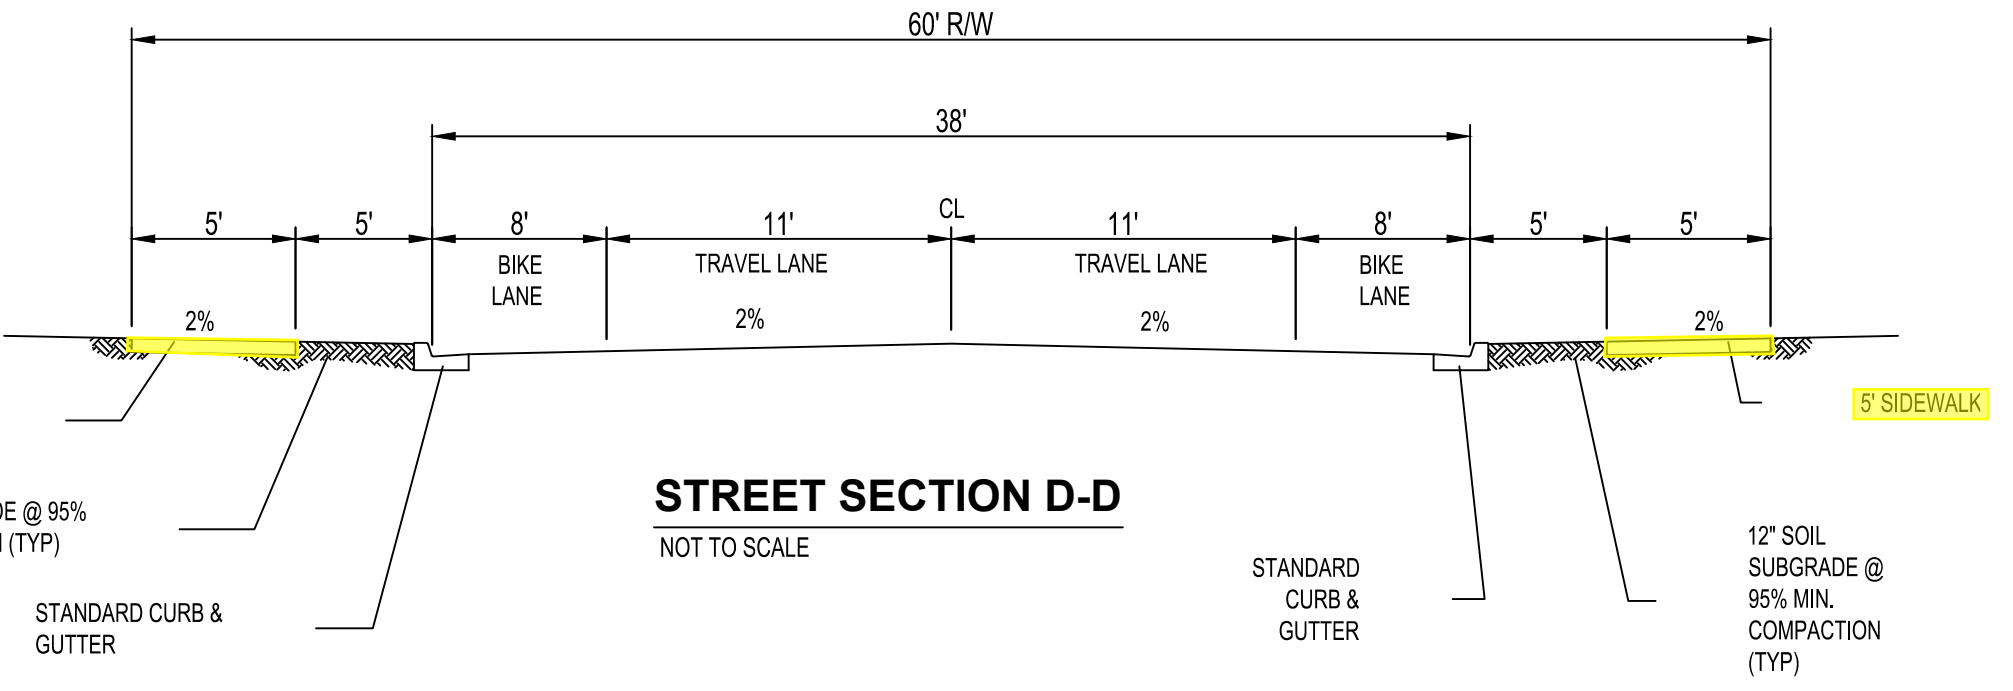 60' R/W
38'
CL
5' 5' 8' 11' 11' 8' 5' 5'
BIKE
LANE
TRAVEL LANE
TRAVEL LANE
BIKE
LANE
2% 2% 2% 2%
5' SIDEWALK
STREET SECTION D-D
NOT TO SCALE
@ 95%
(TYP)
STANDARD CURB &
GUTTER
STANDARD
CURB &
GUTTER
12" SOIL
SUBGRADE @
95% MIN.
COMPACTION
(TYP)